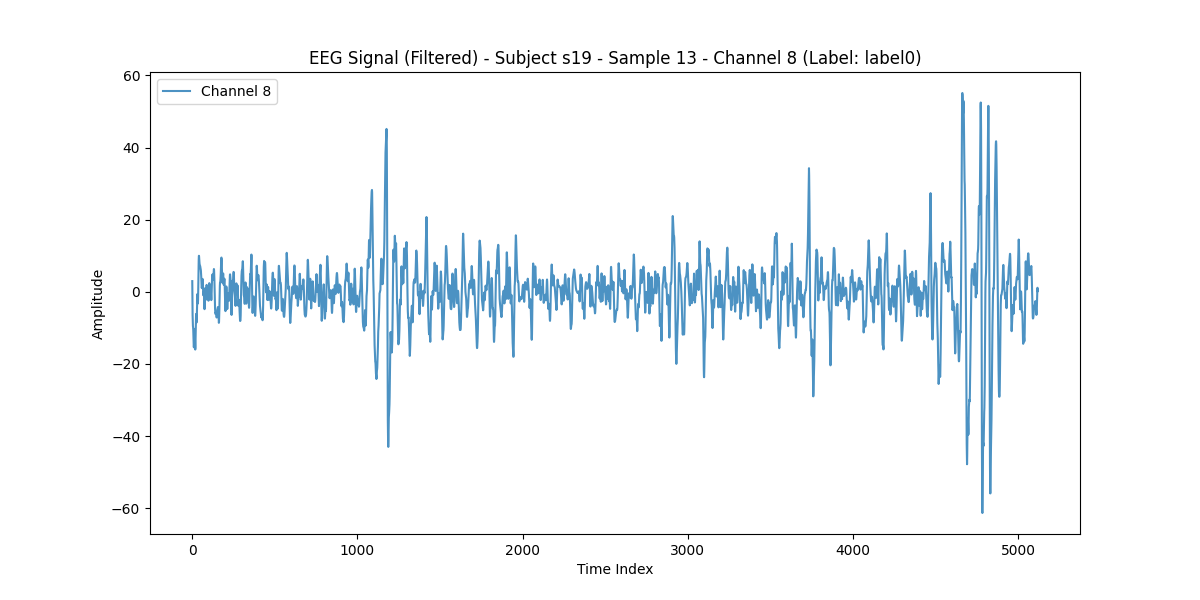 EEG Signal (Filtered) - Subject s19 - Sample 13 - Channel 8 (Label: label0)
Channel 8
60
40
20
0
−20
−40
−60
Amplitude
0 1000 2000 3000 4000 5000
Time Index